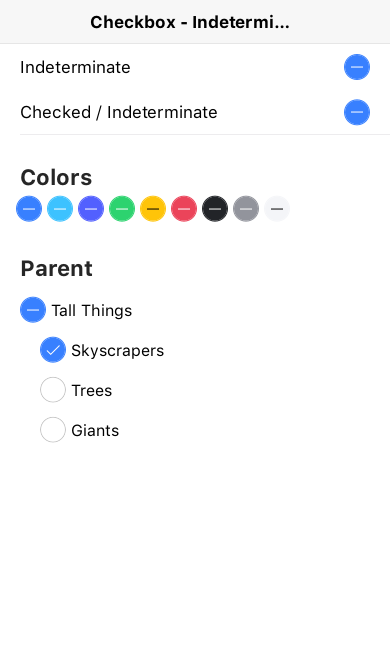 Checkbox - Indetermi...
Indeterminate
Checked / Indeterminate
Colors
Parent
Tall Things
Skyscrapers
Trees
Giants